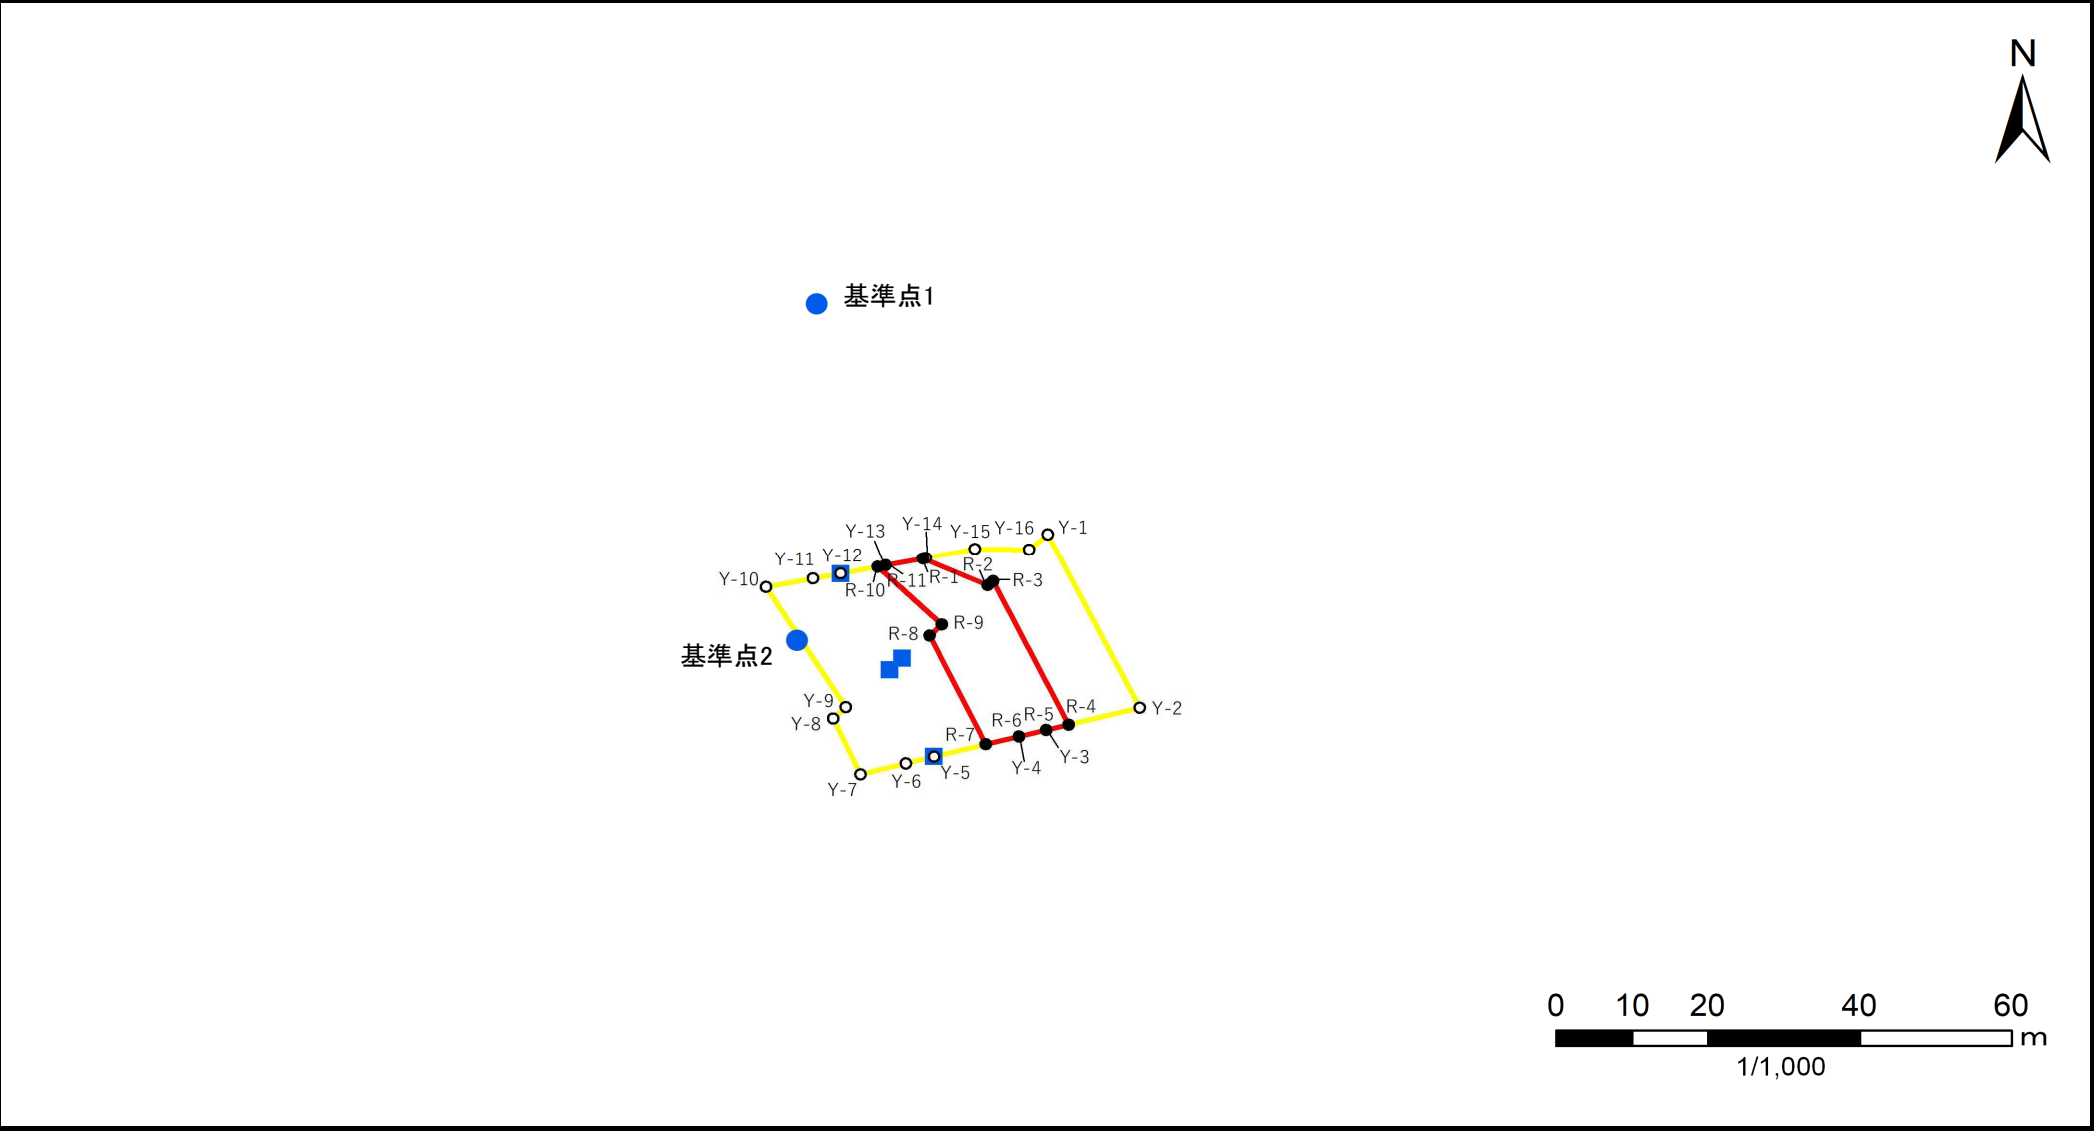 N
基準点1
Y-14
Y-13
Y-15
Y-16
Y-1
Y-11
Y-12
R-2
Y-10
R-10
R-11
R-1
R-3
R-9
R-8
基準点2
Y-9
Y-8
R-7
R-6
R-5
R-4
Y-2
Y-3
Y-4
Y-5
Y-6
Y-7
0 10 20 40 60
m
1/1,000